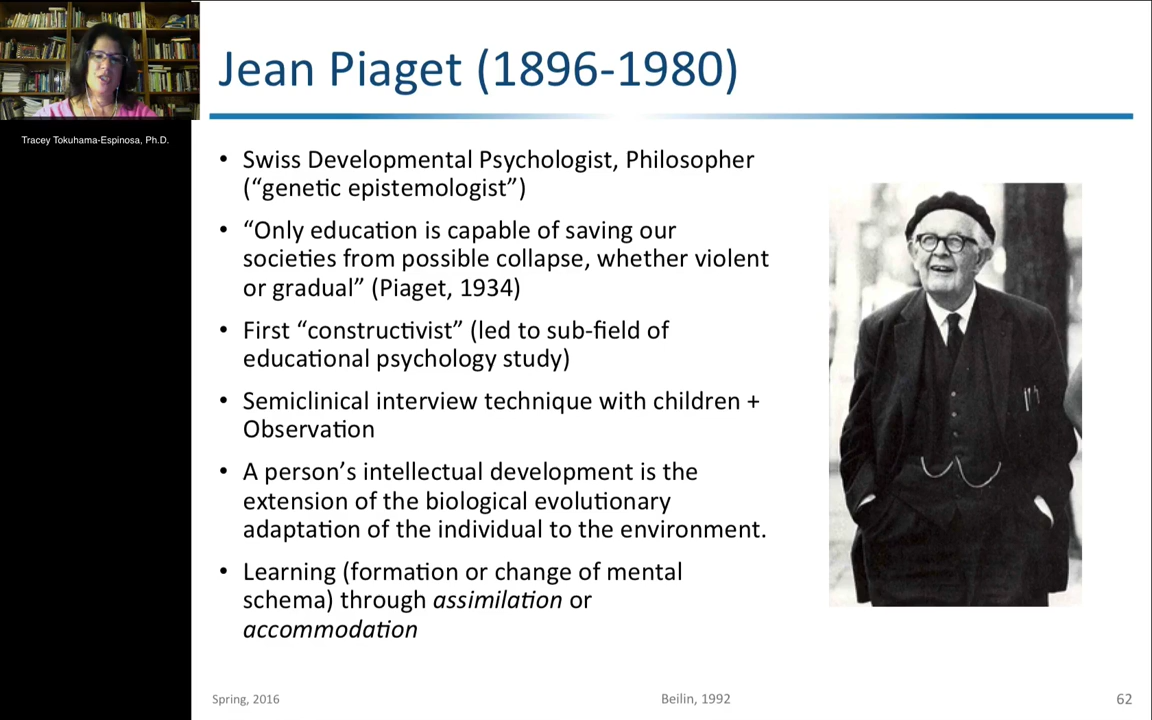 Jean Piaget (1896-1980)
Tracey Tokuhama-Espinosa, Ph.D.
• Swiss Developmental Psychologist, Philosopher
(“genetic epistemologist”)
• “Only education is capable of saving our
societies from possible collapse, whether violent
or gradual” (Piaget, 1934)
• First “constructivist” (led to sub-field of
educational psychology study)
• Semiclinical interview technique with children +
Observation
• A person’s intellectual development is the
extension of the biological evolutionary
adaptation of the individual to the environment.
• Learning (formation or change of mental
schema) through assimilation or
accommodation
Spring, 2016
Beilin, 1992
62